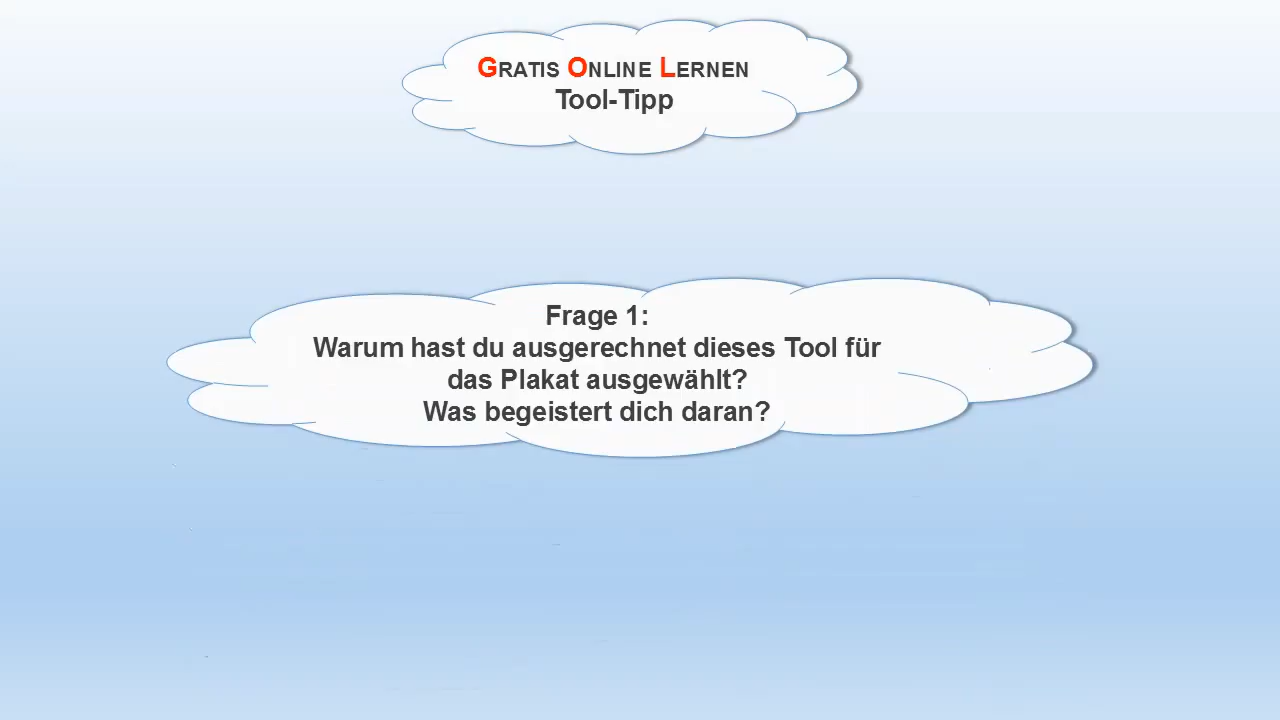 GRATIS ONLINE LERNEN
Tool-Tipp
Frage 1:
Warum hast du ausgerechnet dieses Tool für
das Plakat ausgewählt?
Was begeistert dich daran?